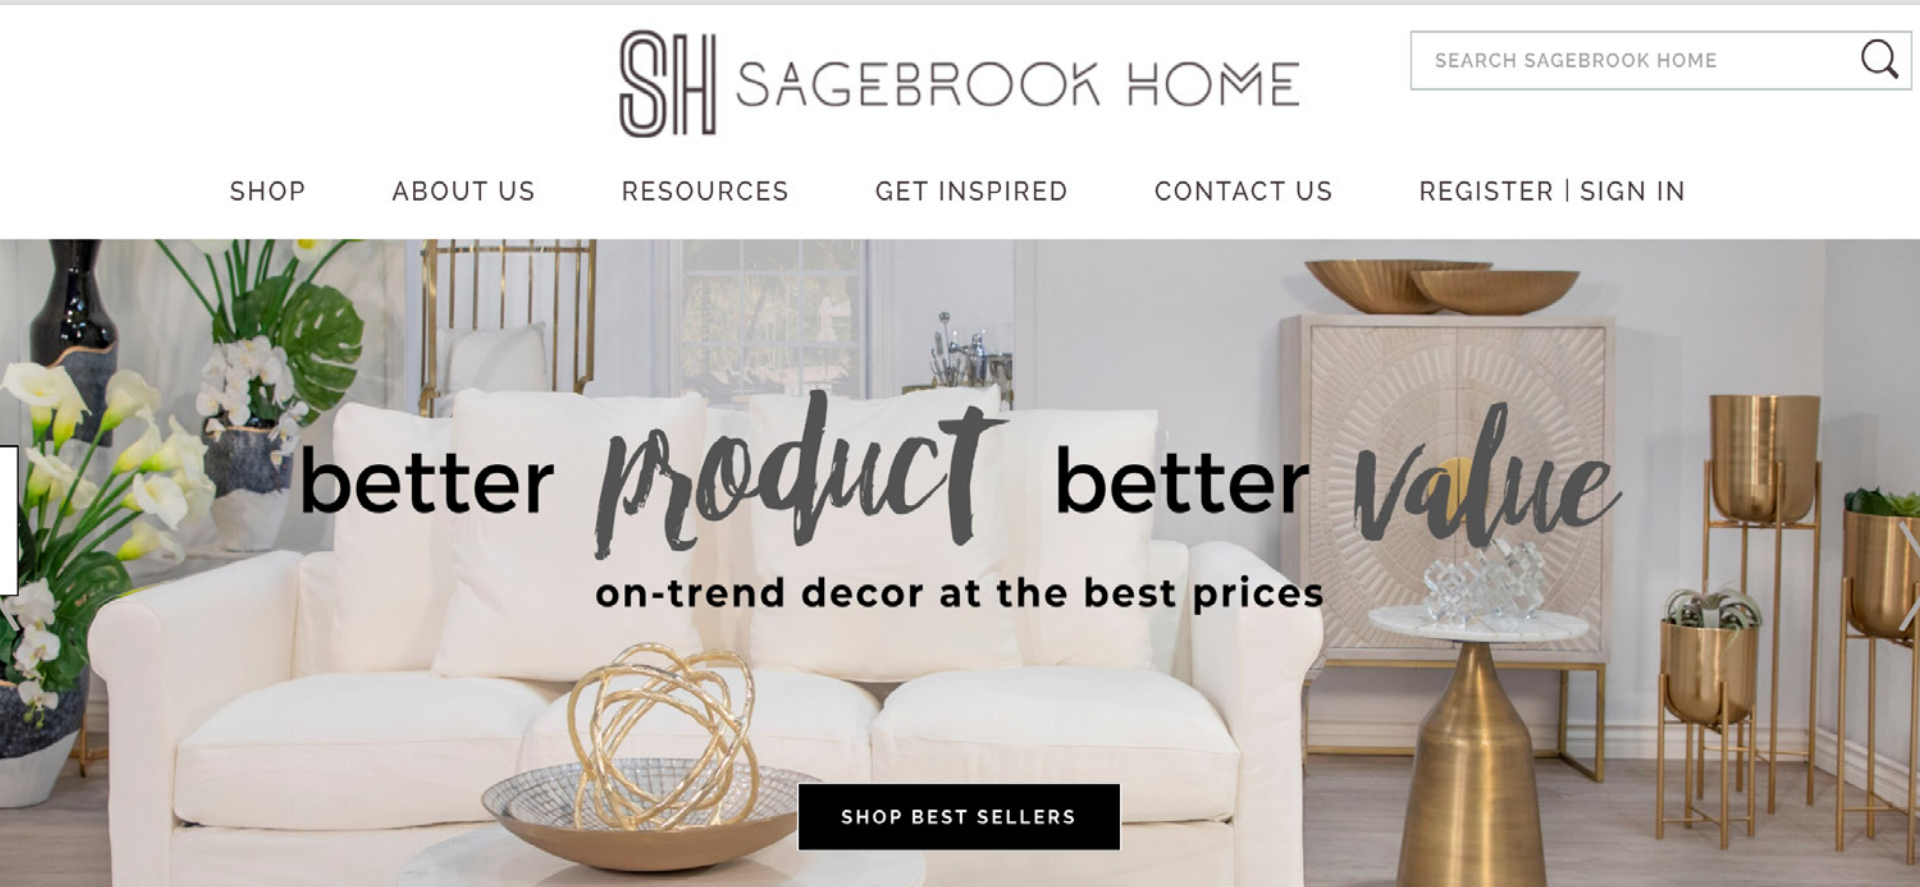 SH SAGEBROOK HOME
SEARCH SAGEBROOK HOME
SHOP ABOUT US RESOURCES GET INSPIRED CONTACT US REGISTER | SIGN IN
better product better value
on-trend decor at the best prices
SHOP BEST SELLERS